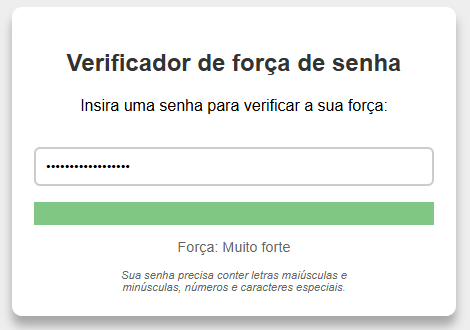 Verificador de força de senha
Insira uma senha para verificar a sua força:
••••••••••••••••••
Força: Muito forte
Sua senha precisa conter letras maiúsculas e
minúsculas, números e caracteres especiais.